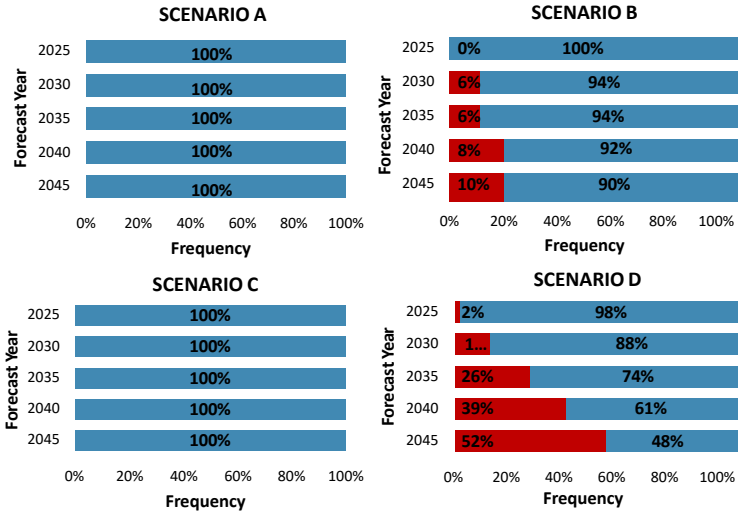 SCENARIO A
Forecast Year
2025 100%
2030 100%
2035 100%
2040 100%
2045 100%
0% 20% 40% 60% 80% 100%
Frequency
SCENARIO B
Forecast Year
2025 0% 100%
2030 6% 94%
2035 6% 94%
2040 8% 92%
2045 10% 90%
0% 20% 40% 60% 80% 100%
Frequency
SCENARIO C
Forecast Year
2025 100%
2030 100%
2035 100%
2040 100%
2045 100%
0% 20% 40% 60% 80% 100%
Frequency
SCENARIO D
Forecast Year
2025 2% 98%
2030 1... 88%
2035 26% 74%
2040 39% 61%
2045 52% 48%
0% 20% 40% 60% 80% 100%
Frequency